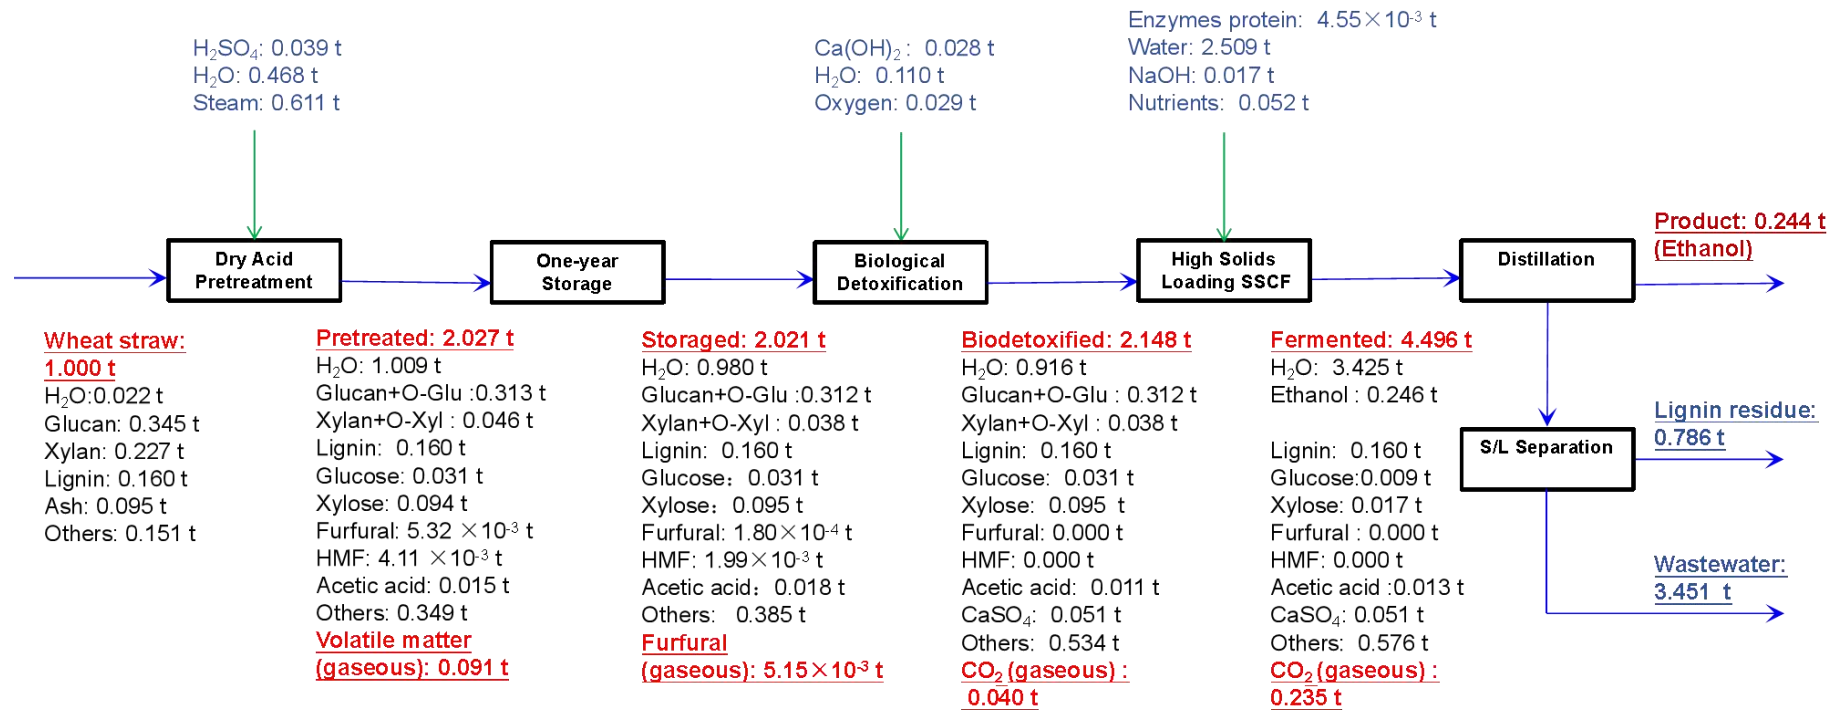 H₂SO₄: 0.039 t
H₂O: 0.468 t
Steam: 0.611 t
Ca(OH)₂ : 0.028 t
H₂O: 0.110 t
Oxygen: 0.029 t
Enzymes protein: 4.55×10⁻³ t
Water: 2.509 t
NaOH: 0.017 t
Nutrients: 0.052 t
Dry Acid
Pretreatment
One-year
Storage
Biological
Detoxification
High Solids
Loading SSCF
Distillation
Product: 0.244 t
(Ethanol)
Wheat straw:
1.000 t
H₂O:0.022 t
Glucan: 0.345 t
Xylan: 0.227 t
Lignin: 0.160 t
Ash: 0.095 t
Others: 0.151 t
Pretreated: 2.027 t
H₂O: 1.009 t
Glucan+O-Glu :0.313 t
Xylan+O-Xyl : 0.046 t
Lignin: 0.160 t
Glucose: 0.031 t
Xylose: 0.094 t
Furfural: 5.32 ×10⁻³ t
HMF: 4.11 ×10⁻³ t
Acetic acid: 0.015 t
Others: 0.349 t
Volatile matter
(gaseous): 0.091 t
Storaged: 2.021 t
H₂O: 0.980 t
Glucan+O-Glu :0.312 t
Xylan+O-Xyl : 0.038 t
Lignin: 0.160 t
Glucose：0.031 t
Xylose：0.095 t
Furfural: 1.80×10⁻⁴ t
HMF: 1.99×10⁻³ t
Acetic acid：0.018 t
Others: 0.385 t
Furfural
(gaseous): 5.15×10⁻³ t
Biodetoxified: 2.148 t
H₂O: 0.916 t
Glucan+O-Glu : 0.312 t
Xylan+O-Xyl : 0.038 t
Lignin: 0.160 t
Glucose: 0.031 t
Xylose: 0.095 t
Furfural: 0.000 t
HMF: 0.000 t
Acetic acid: 0.011 t
CaSO₄: 0.051 t
Others: 0.534 t
CO₂ (gaseous) :
0.040 t
Fermented: 4.496 t
H₂O: 3.425 t
Ethanol : 0.246 t
Lignin: 0.160 t
Glucose:0.009 t
Xylose: 0.017 t
Furfural : 0.000 t
HMF: 0.000 t
Acetic acid :0.013 t
CaSO₄: 0.051 t
Others: 0.576 t
CO₂ (gaseous) :
0.235 t
S/L Separation
Lignin residue:
0.786 t
Wastewater:
3.451 t